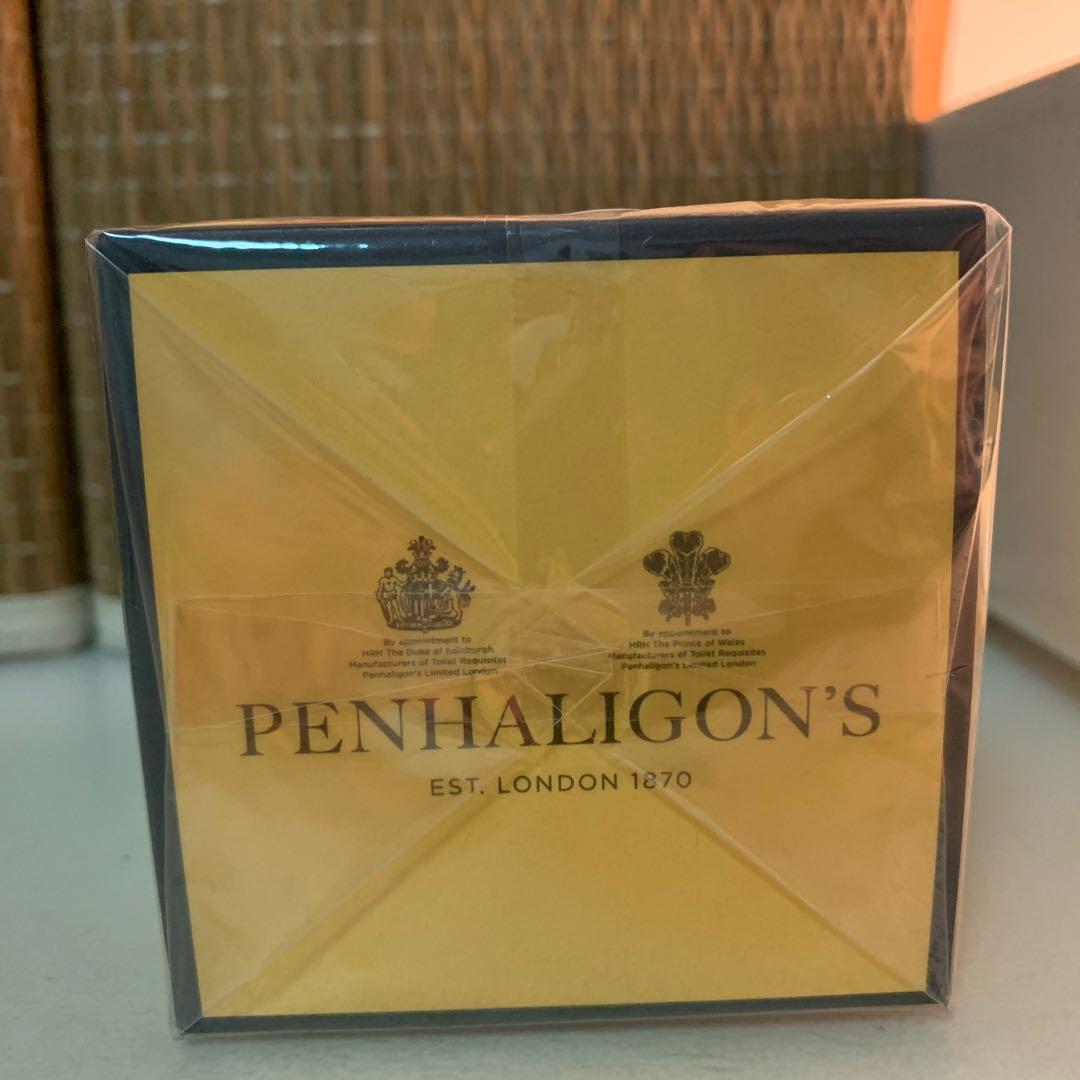 By appointment to
HRH The Duke of Edinburgh
Manufacturers of Toilet Requisites
Penhaligon's Limited London
By appointment to
HRH The Prince of Wales
Manufacturers of Toilet Requisites
Penhaligon's Limited London
PENHALIGON'S
EST. LONDON 1870